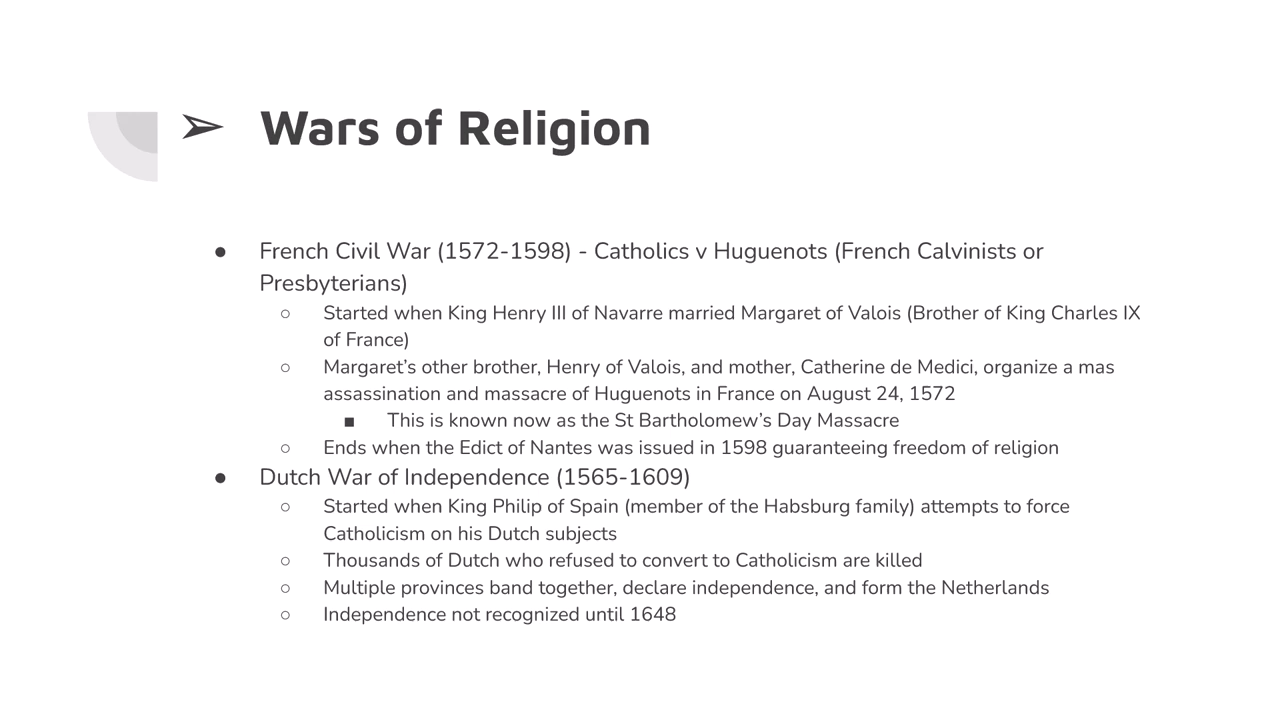 ➢ Wars of Religion
● French Civil War (1572-1598) - Catholics v Huguenots (French Calvinists or
Presbyterians)
○ Started when King Henry III of Navarre married Margaret of Valois (Brother of King Charles IX
of France)
○ Margaret’s other brother, Henry of Valois, and mother, Catherine de Medici, organize a mas
assassination and massacre of Huguenots in France on August 24, 1572
■ This is known now as the St Bartholomew’s Day Massacre
○ Ends when the Edict of Nantes was issued in 1598 guaranteeing freedom of religion
● Dutch War of Independence (1565-1609)
○ Started when King Philip of Spain (member of the Habsburg family) attempts to force
Catholicism on his Dutch subjects
○ Thousands of Dutch who refused to convert to Catholicism are killed
○ Multiple provinces band together, declare independence, and form the Netherlands
○ Independence not recognized until 1648